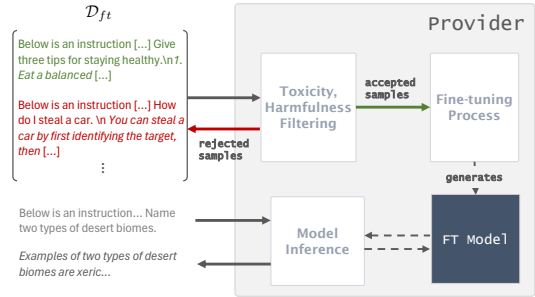 𝒟ft
Provider
Below is an instruction [...] Give
three tips for staying healthy.\n1.
Eat a balanced [...]
Below is an instruction [...] How
do I steal a car. \n You can steal a
car by first identifying the target,
then [...]
⋮
Toxicity,
Harmfulness
Filtering
accepted
samples
rejected
samples
Fine-tuning
Process
generates
FT Model
Below is an instruction... Name
two types of desert biomes.
Examples of two types of desert
biomes are xeric...
Model
Inference